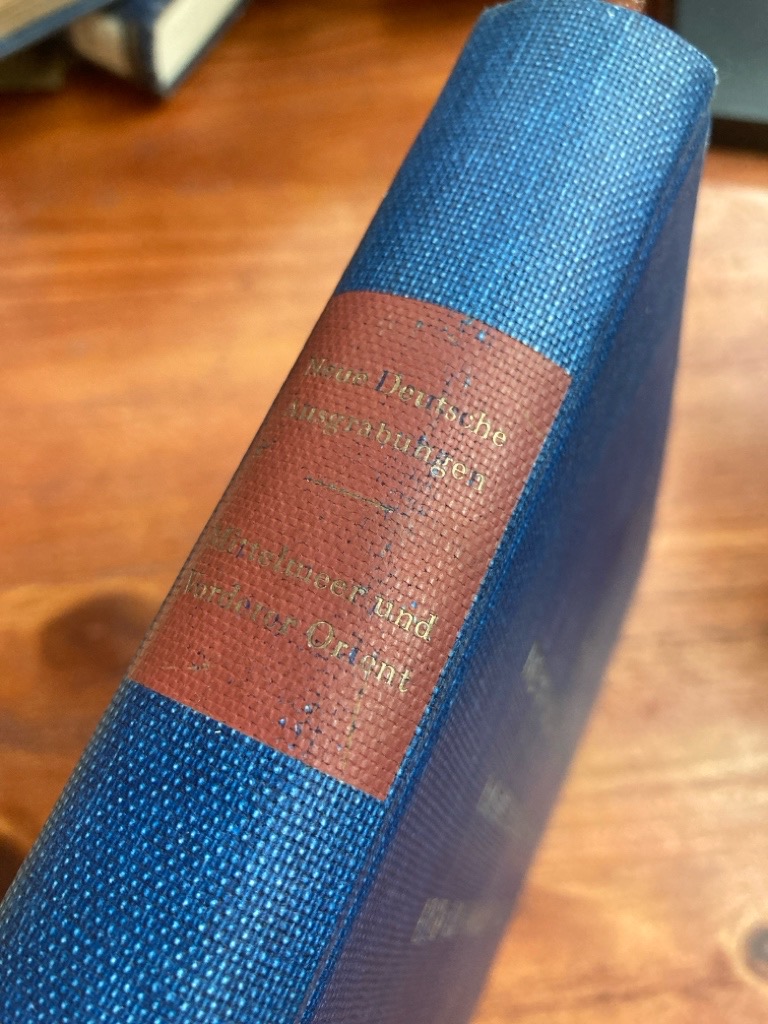 Neue Deutsche
Ausgrabungen
Mittelmeer und
Vorderer Orient